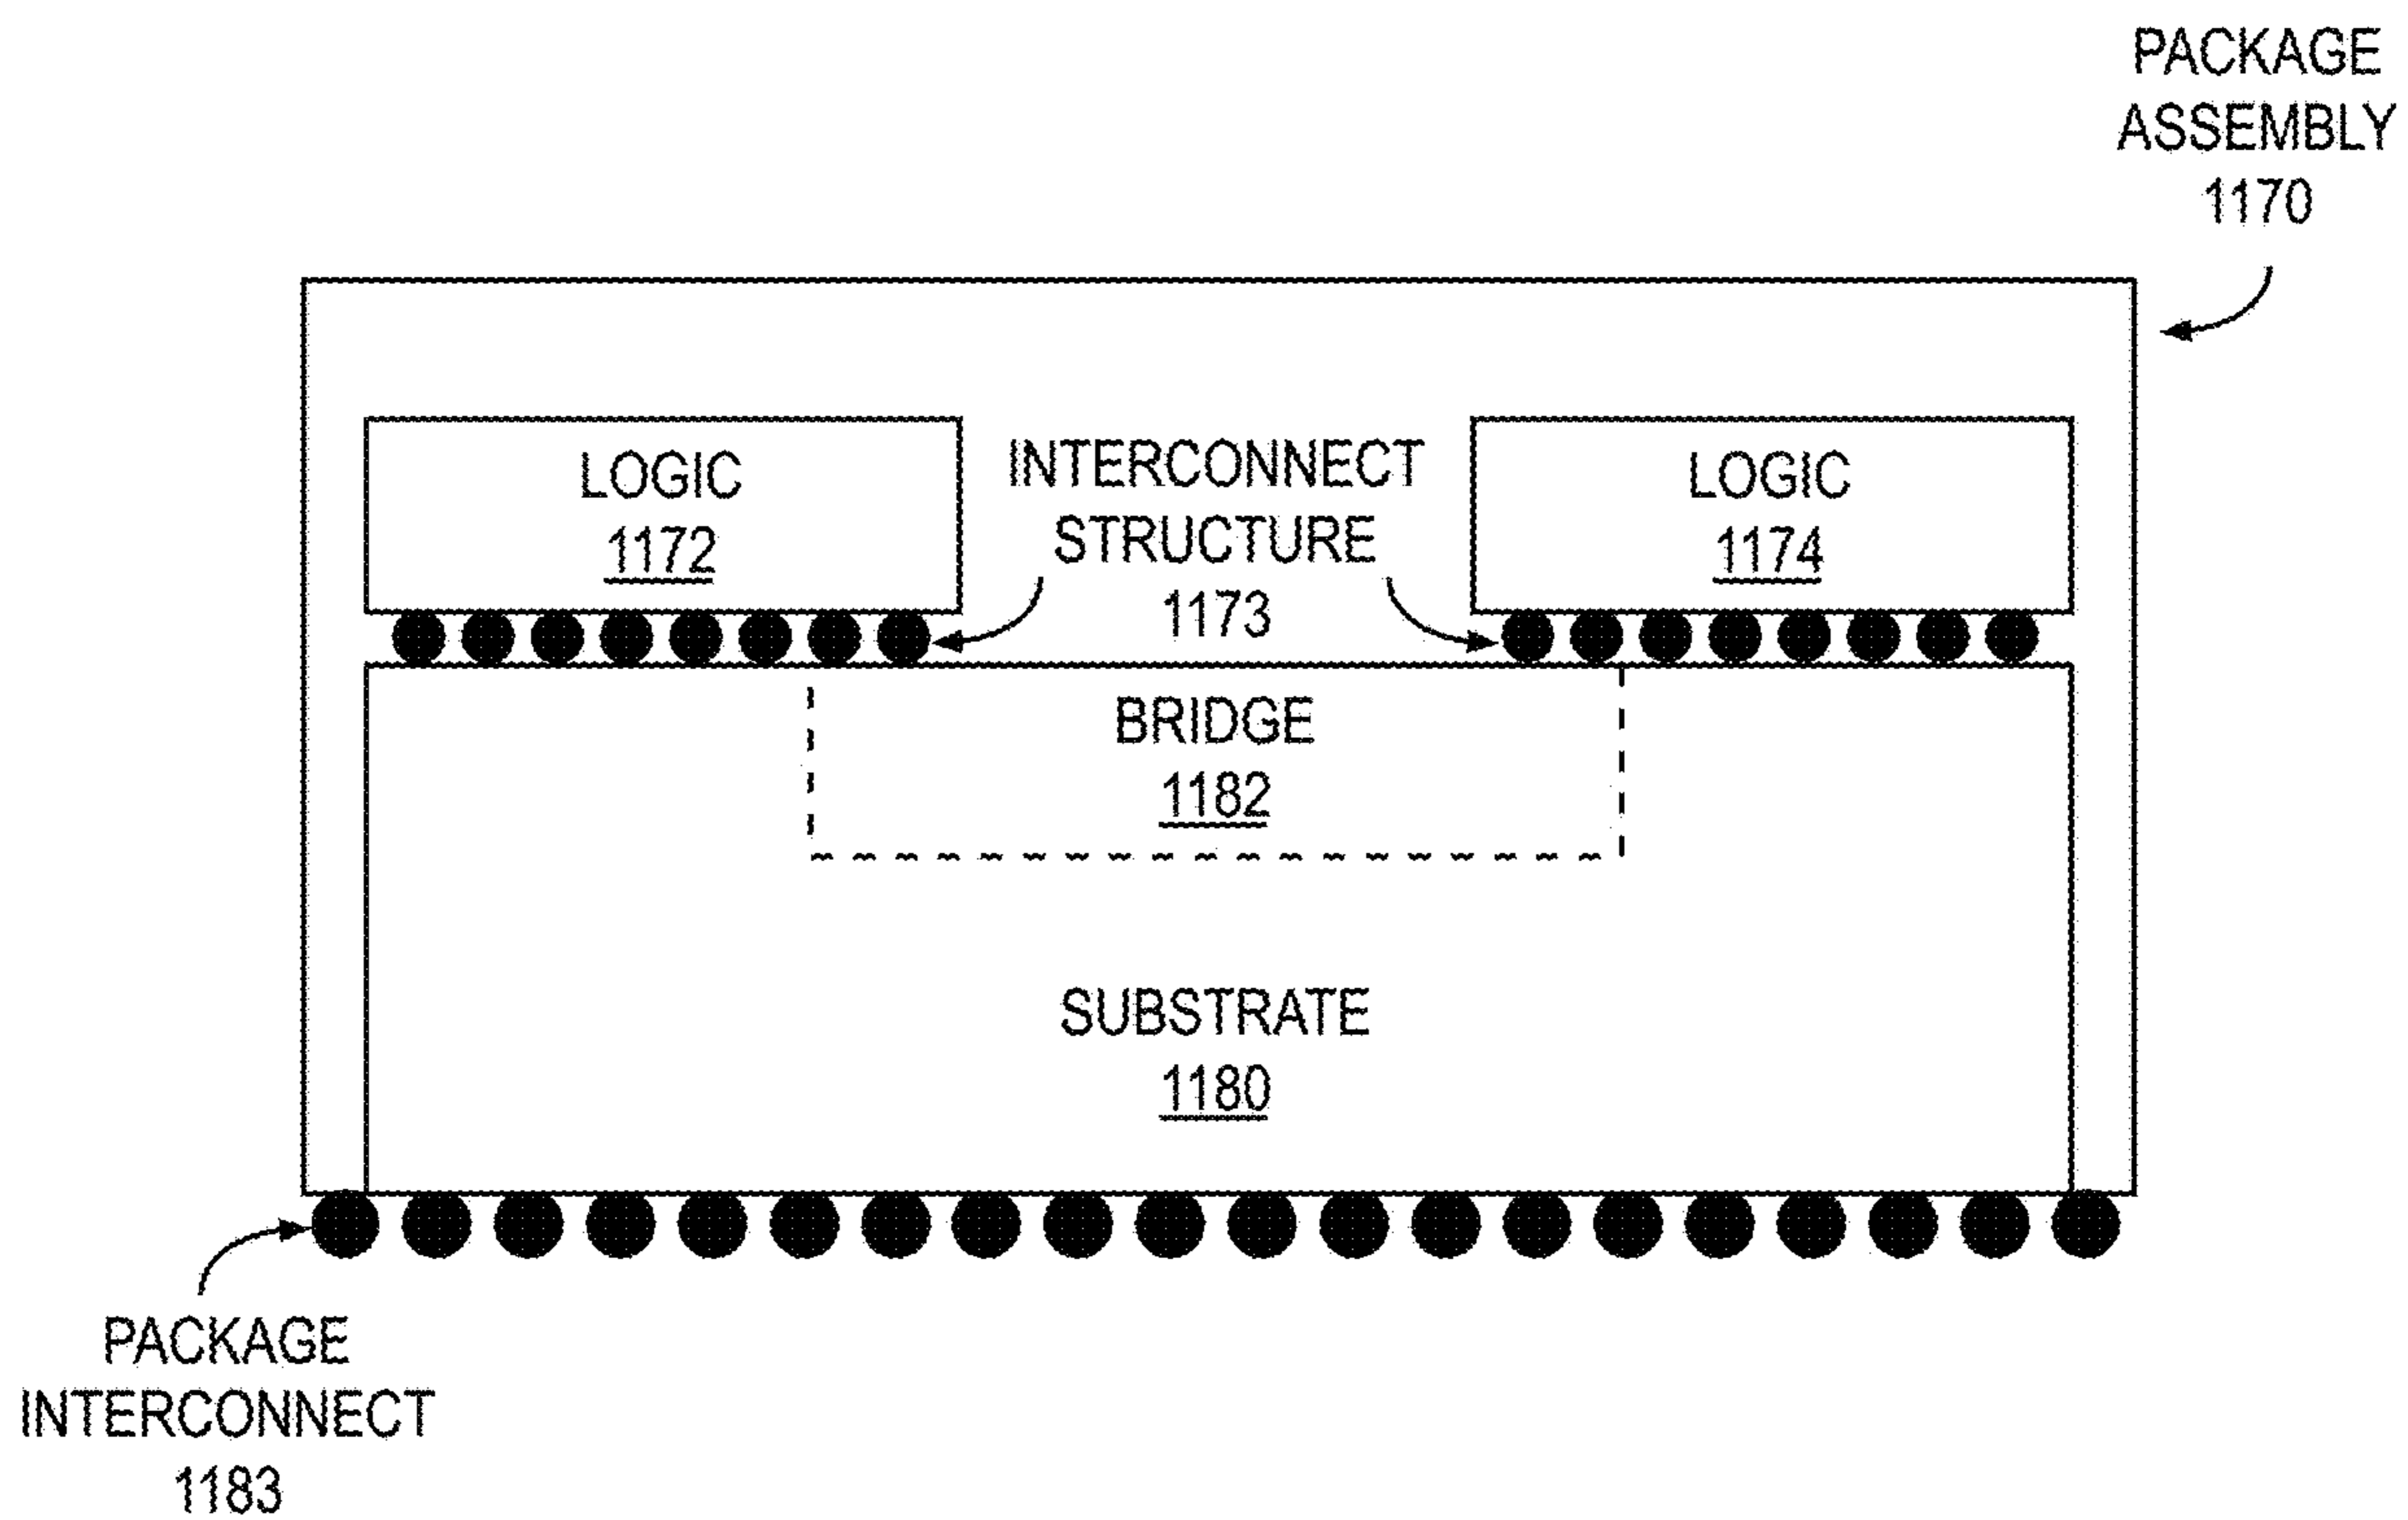 PACKAGE
ASSEMBLY
1170
LOGIC
1172
INTERCONNECT
STRUCTURE
1173
LOGIC
1174
BRIDGE
1182
SUBSTRATE
1180
PACKAGE
INTERCONNECT
1183